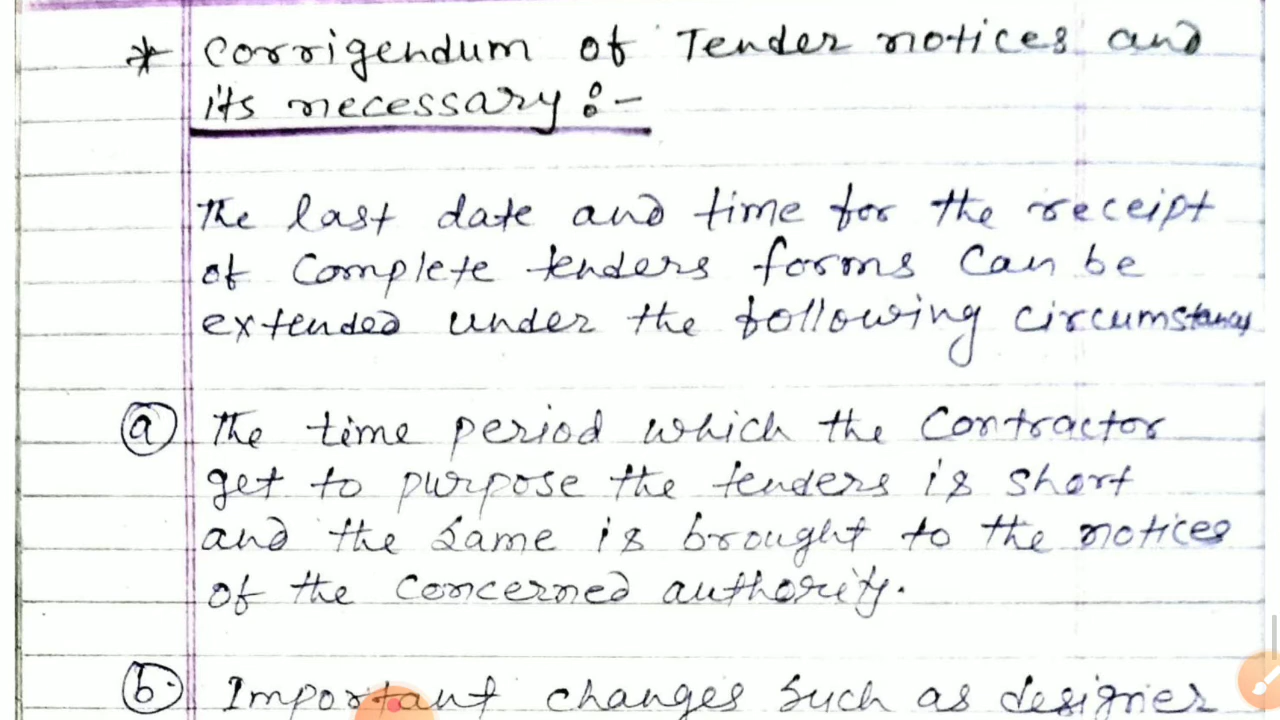 * Corrigendum of Tender notices and
its necessary :-
The last date and time for the receipt
of Complete tenders forms Can be
extended under the following circumstances
(a) The time period which the Contractor
get to purpose the tenders is short
and the same is brought to the notices
of the Concerned authority.
(b) Important changes such as designer